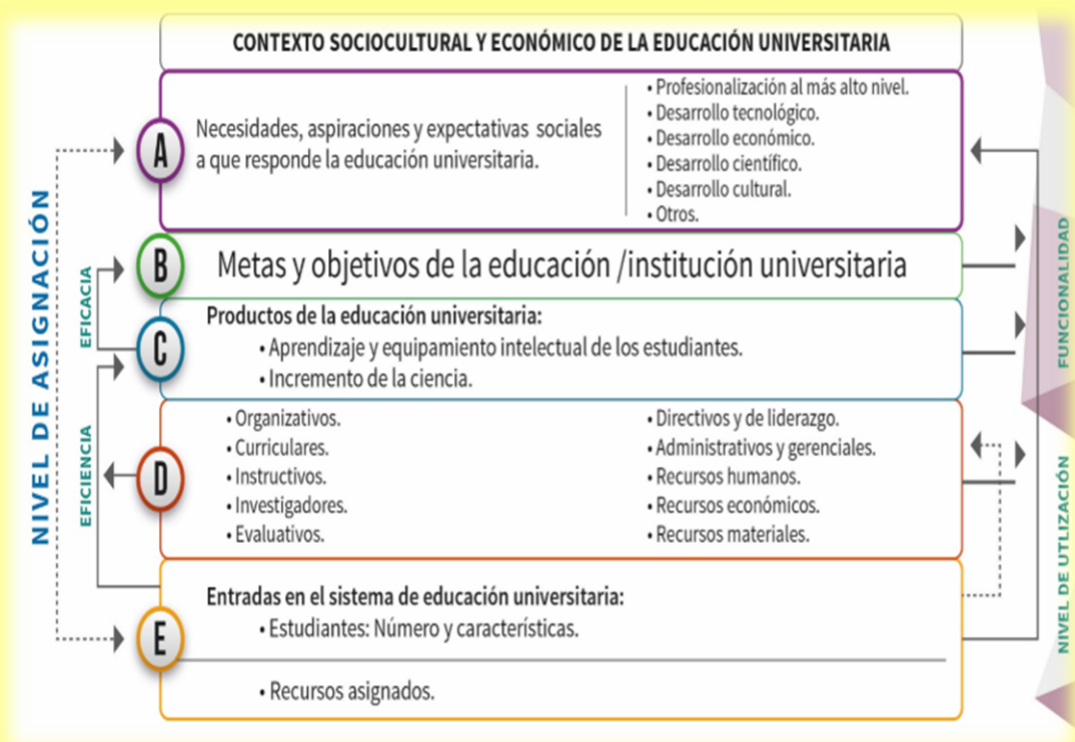 CONTEXTO SOCIOCULTURAL Y ECONÓMICO DE LA EDUCACIÓN UNIVERSITARIA
A
Necesidades, aspiraciones y expectativas sociales
a que responde la educación universitaria.
• Profesionalización al más alto nivel.
• Desarrollo tecnológico.
• Desarrollo económico.
• Desarrollo científico.
• Desarrollo cultural.
• Otros.
B
Metas y objetivos de la educación /institución universitaria
C
Productos de la educación universitaria:
• Aprendizaje y equipamiento intelectual de los estudiantes.
• Incremento de la ciencia.
D
• Organizativos.
• Curriculares.
• Instructivos.
• Investigadores.
• Evaluativos.
• Directivos y de liderazgo.
• Administrativos y gerenciales.
• Recursos humanos.
• Recursos económicos.
• Recursos materiales.
E
Entradas en el sistema de educación universitaria:
• Estudiantes: Número y características.
• Recursos asignados.
NIVEL DE ASIGNACIÓN
EFICACIA
EFICIENCIA
FUNCIONALIDAD
NIVEL DE UTLIZACIÓN